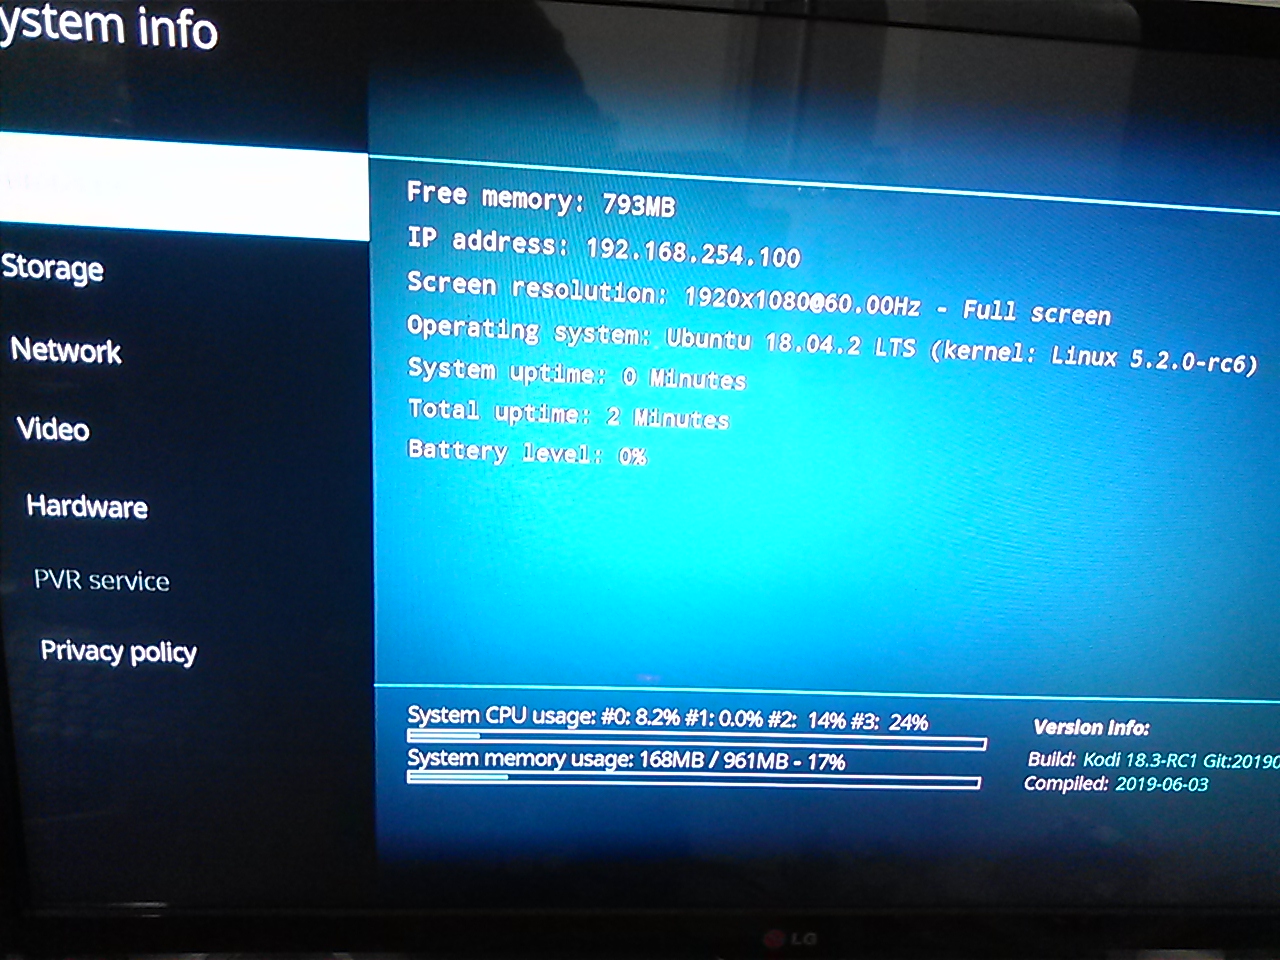 ystem info
Free memory: 793MB
IP address: 192.168.254.100
Screen resolution: 1920x1080@60.00Hz - Full screen
Operating system: Ubuntu 18.04.2 LTS (kernel: Linux 5.2.0-rc6)
System uptime: 0 Minutes
Total uptime: 2 Minutes
Battery level: 0%
Storage
Network
Video
Hardware
PVR service
Privacy policy
System CPU usage: #0: 8.2% #1: 0.0% #2: 14% #3: 24%
System memory usage: 168MB / 961MB - 17%
Version info:
Build: Kodi 18.3-RC1 Git:20190
Compiled: 2019-06-03
LG